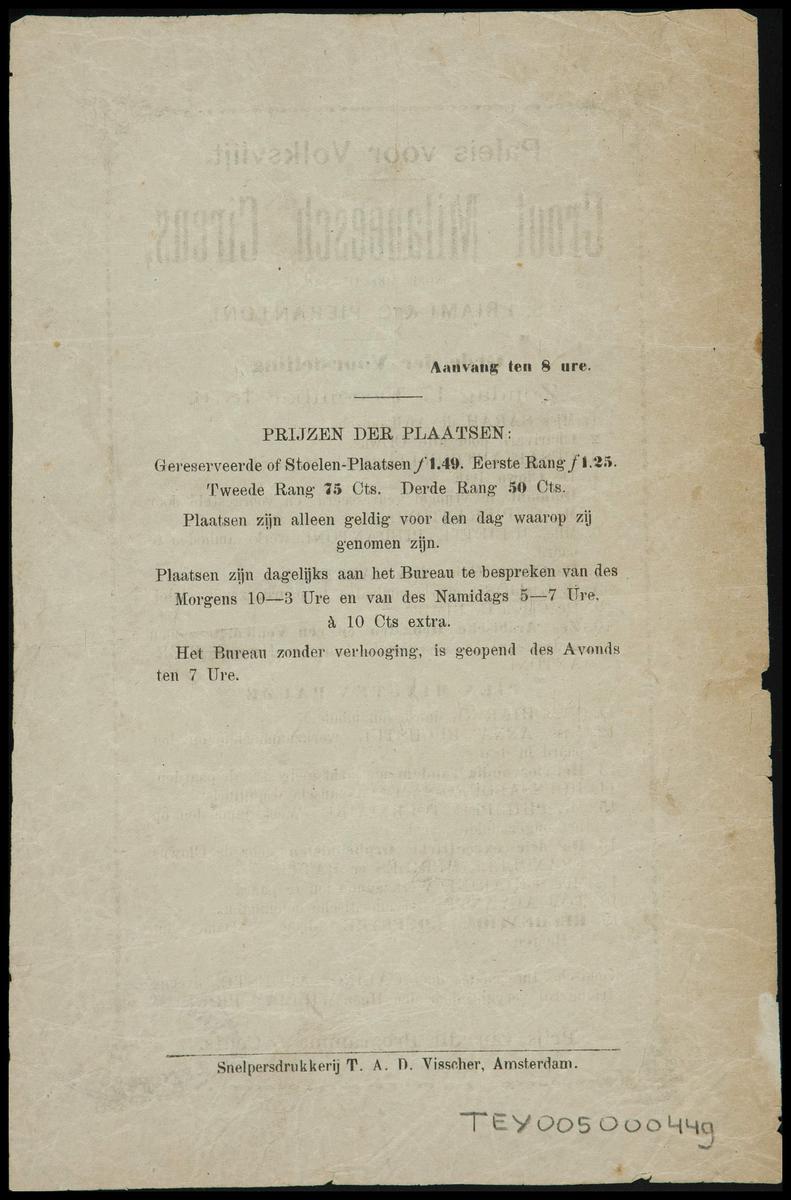 Aanvang ten 8 ure.
PRIJZEN DER PLAATSEN:
Gereserveerde of Stoelen-Plaatsen f 1.49. Eerste Rang f 1.25.
Tweede Rang 75 Cts. Derde Rang 50 Cts.
Plaatsen zijn alleen geldig voor den dag waarop zij
genomen zijn.
Plaatsen zijn dagelijks aan het Bureau te bespreken van des
Morgens 10—3 Ure en van des Namidags 5—7 Ure,
à 10 Cts extra.
Het Bureau zonder verhooging, is geopend des Avonds
ten 7 Ure.
Snelpersdrukkerij T. A. D. Visscher, Amsterdam.
TEY005000449